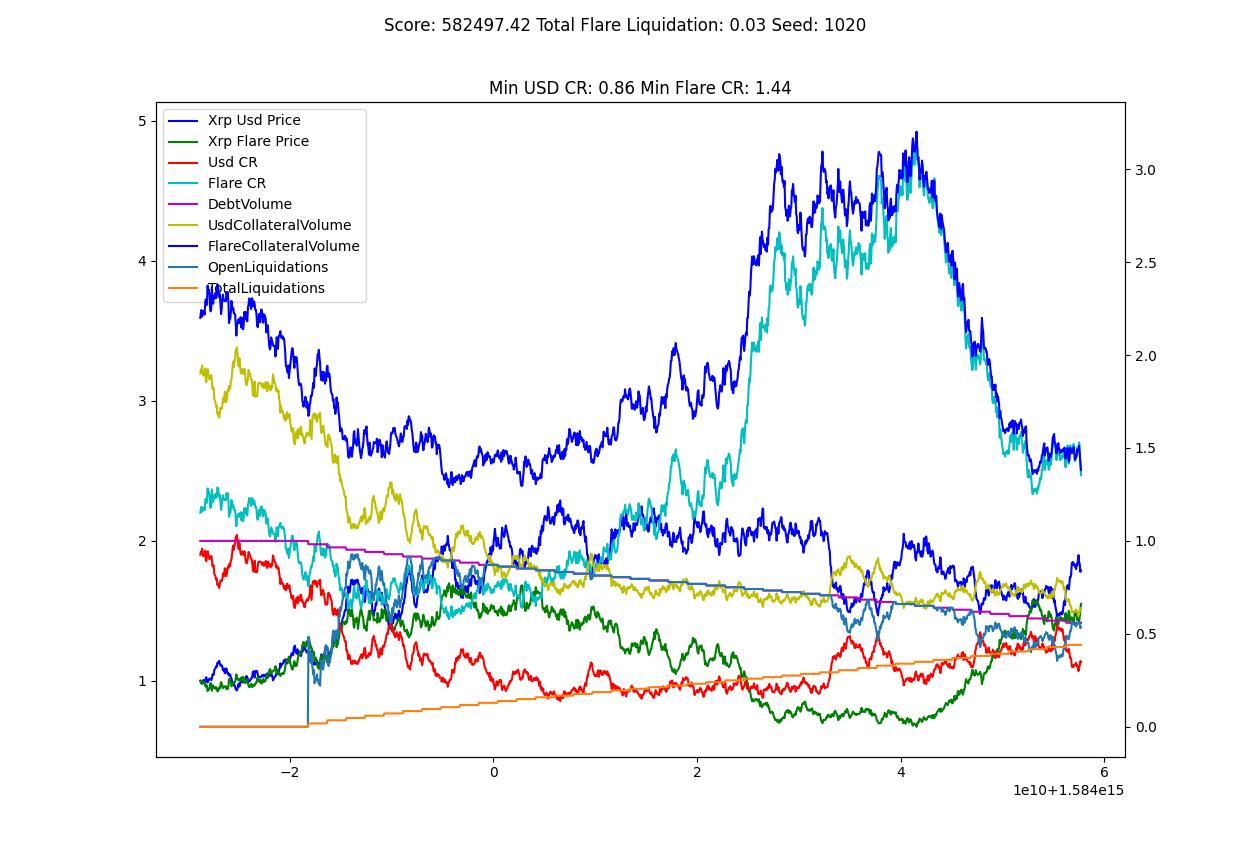 Score: 582497.42 Total Flare Liquidation: 0.03 Seed: 1020
Min USD CR: 0.86 Min Flare CR: 1.44
Xrp Usd Price
Xrp Flare Price
Usd CR
Flare CR
DebtVolume
UsdCollateralVolume
FlareCollateralVolume
OpenLiquidations
TotalLiquidations
5
4
3
2
1
3.0
2.5
2.0
1.5
1.0
0.5
0.0
−2
0
2
4
6
1e10+1.584e15